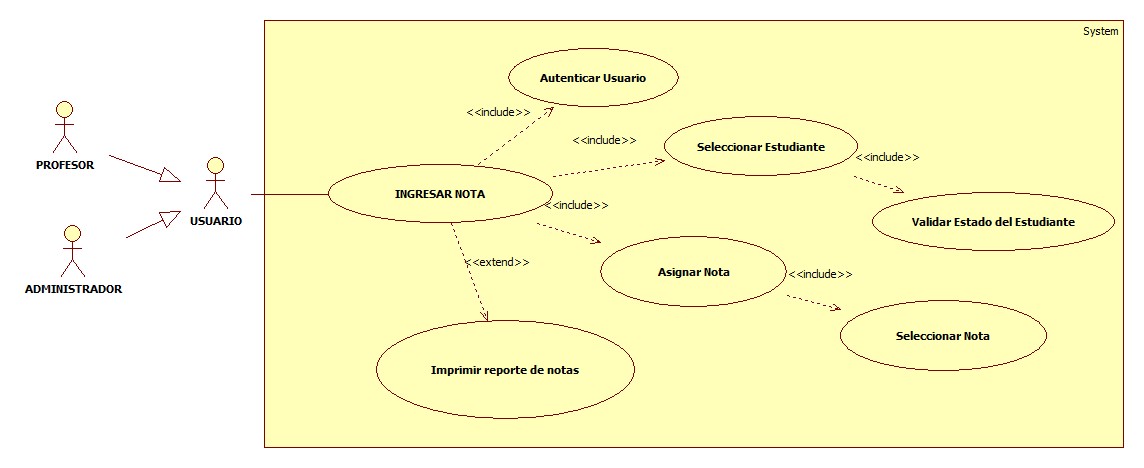 System
Autenticar Usuario
<<include>>
PROFESOR
<<include>>
Seleccionar Estudiante
<<include>>
USUARIO
INGRESAR NOTA
<<include>>
Validar Estado del Estudiante
ADMINISTRADOR
<<extend>>
Asignar Nota
<<include>>
Seleccionar Nota
Imprimir reporte de notas